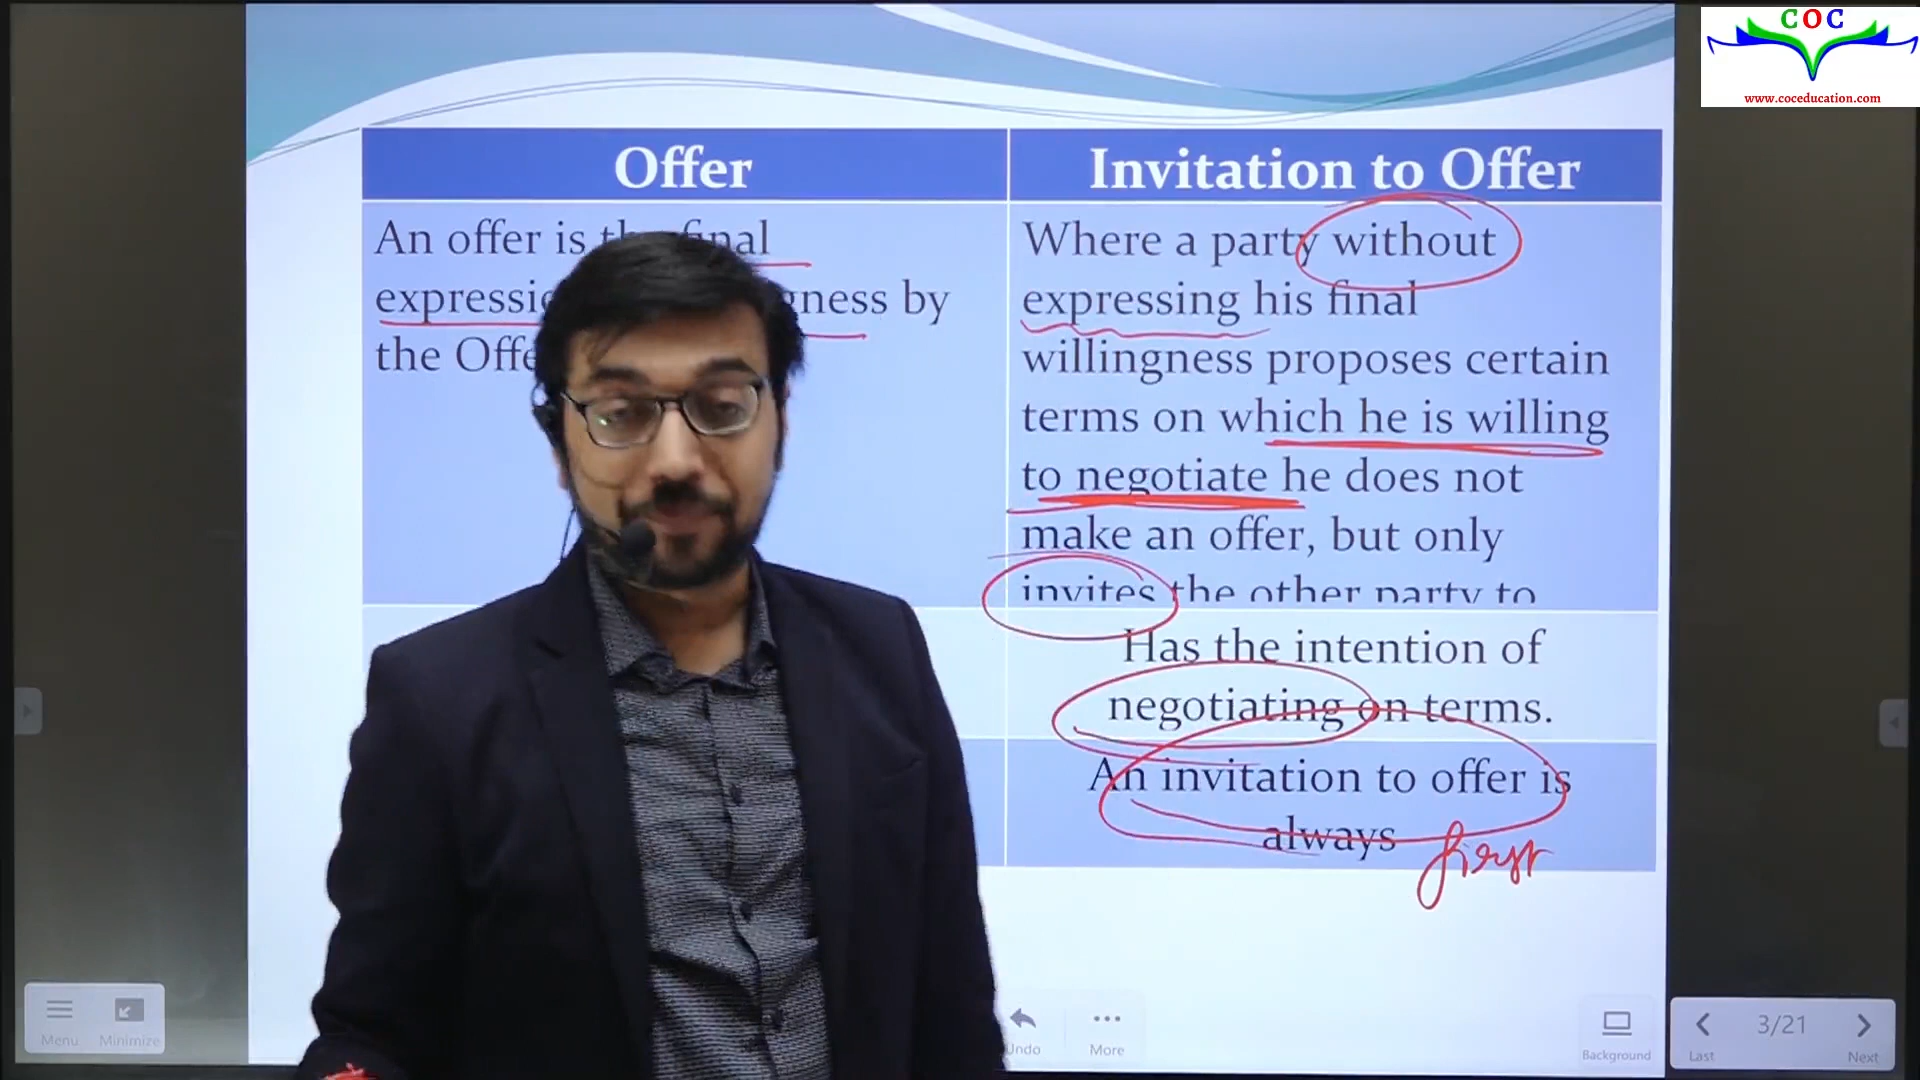 COC
www.coceducation.com
Offer
Invitation to Offer
An offer is final
by
the
Where a party without
expressing his final
willingness proposes certain
terms on which he is willing
to negotiate he does not
make an offer, but only
invites the other party to
Has the intention of
negotiating on terms.
An invitation to offer is
always first
Menu
Minimize
Undo
More
Background
3/21
Last
Next